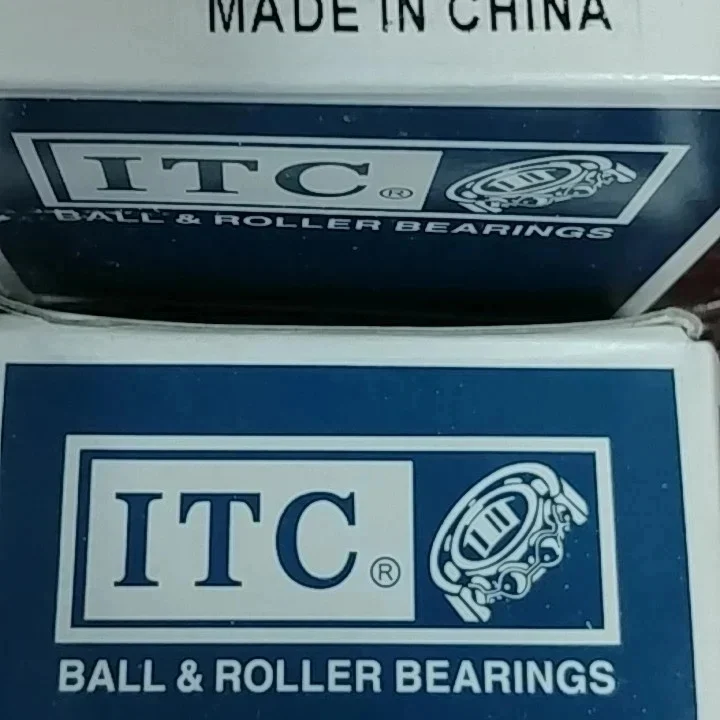 MADE IN CHINA
ITC®
BALL & ROLLER BEARINGS
ITC®
BALL & ROLLER BEARINGS